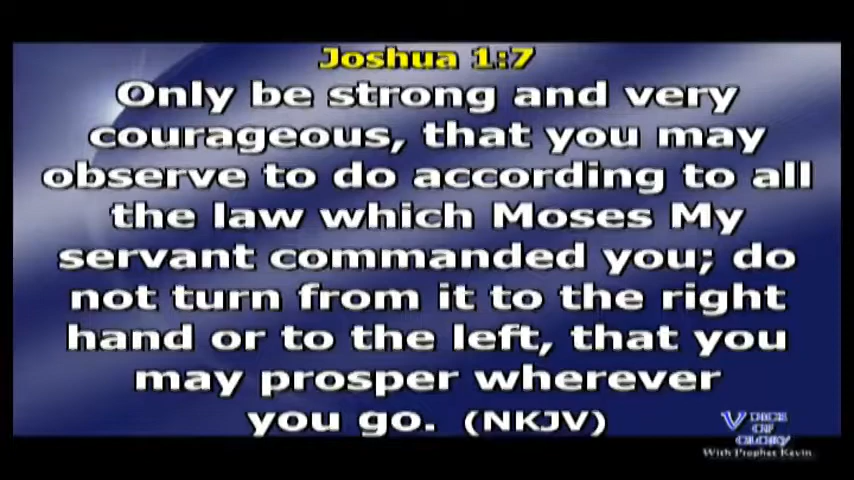 Joshua 1:7
Only be strong and very
courageous, that you may
observe to do according to all
the law which Moses My
servant commanded you; do
not turn from it to the right
hand or to the left, that you
may prosper wherever
you go. (NKJV)
VOICE
OF
GLORY
With Prophet Kevin